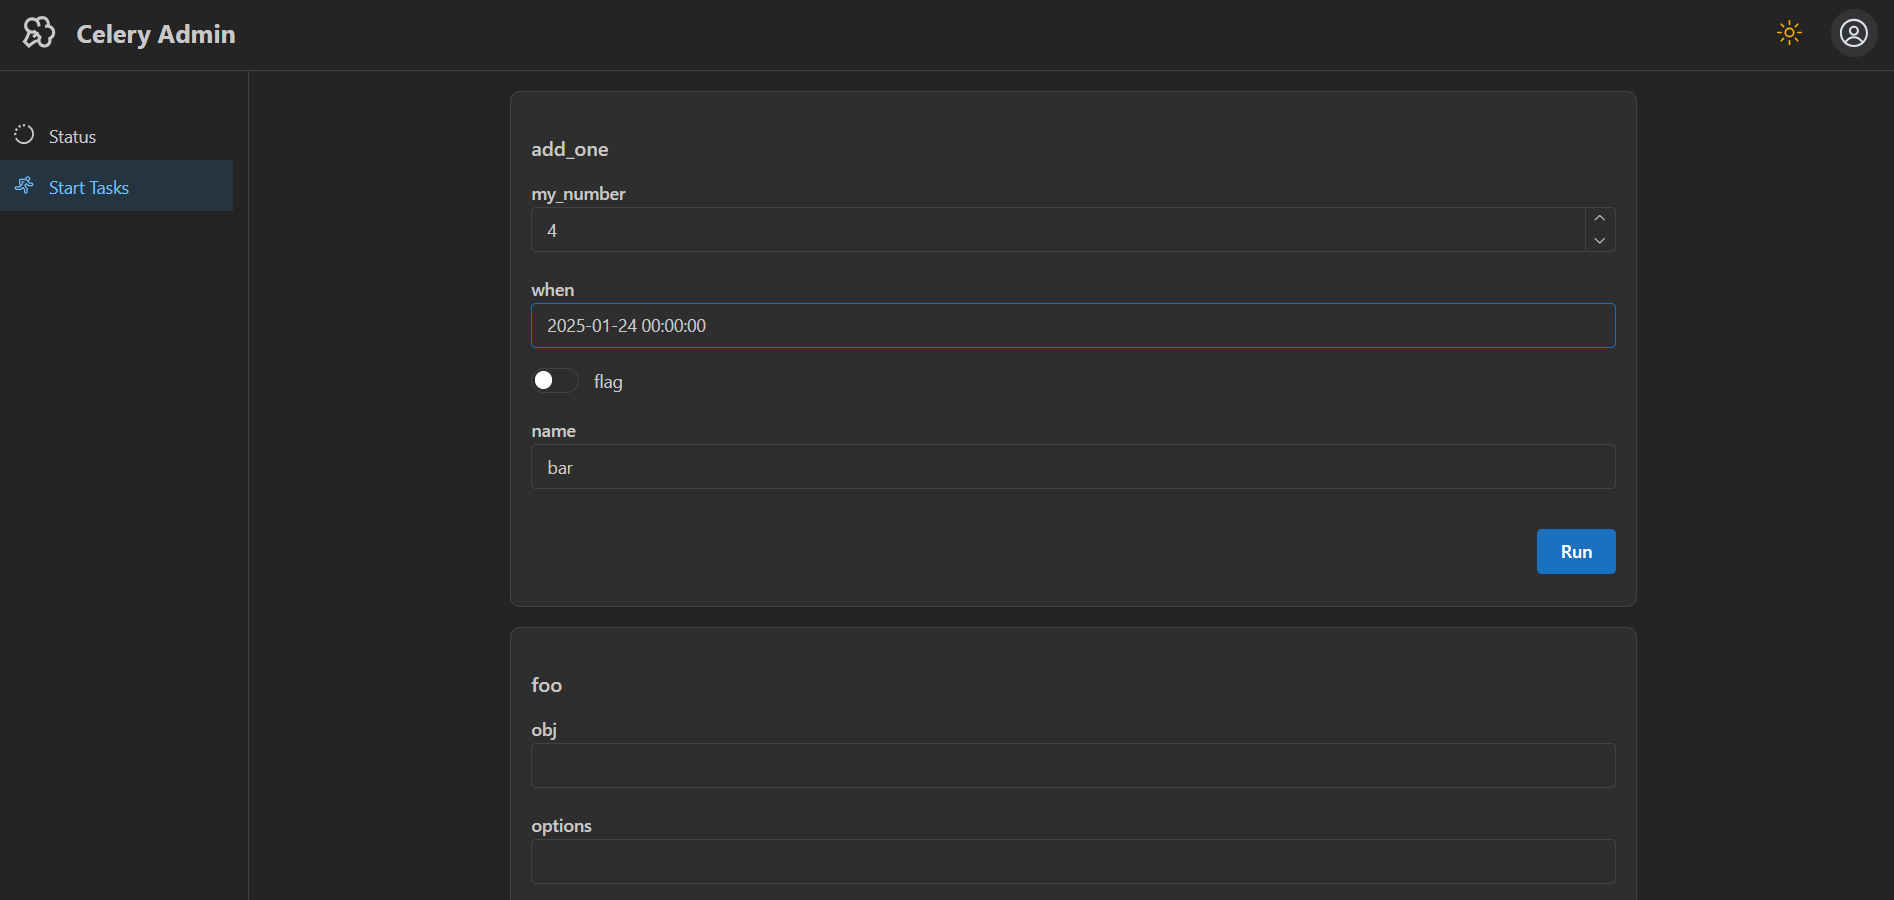 Celery Admin
Status
Start Tasks
add_one
my_number
4
when
2025-01-24 00:00:00
flag
name
bar
Run
foo
obj
options